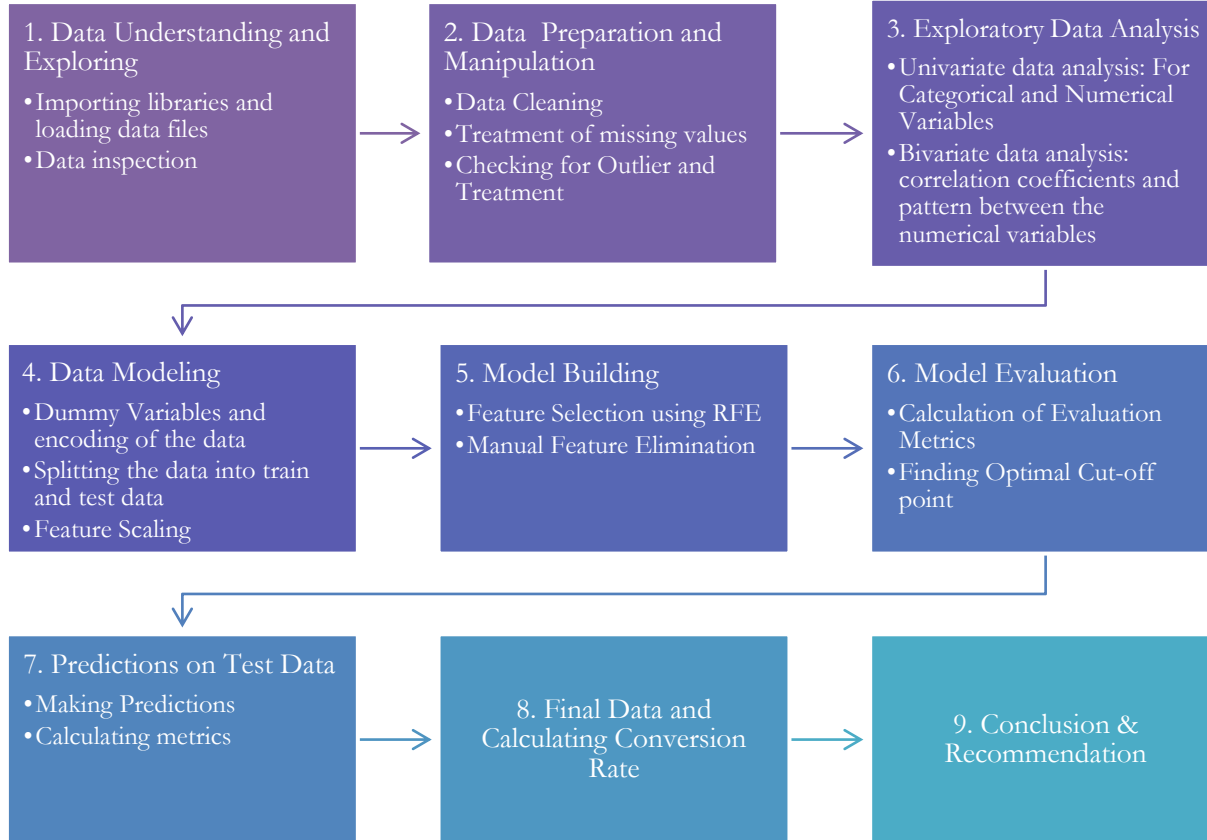 1. Data Understanding and
Exploring
•Importing libraries and
loading data files
•Data inspection
2. Data  Preparation and
Manipulation
•Data Cleaning
•Treatment of missing values
•Checking for Outlier and
Treatment
3. Exploratory Data Analysis
•Univariate data analysis: For
Categorical and Numerical
Variables
•Bivariate data analysis:
correlation coefficients and
pattern between the
numerical variables
4. Data Modeling
•Dummy Variables and
encoding of the data
•Splitting the data into train
and test data
•Feature Scaling
5. Model Building
•Feature Selection using RFE
•Manual Feature Elimination
6. Model Evaluation
•Calculation of Evaluation
Metrics
•Finding Optimal Cut-off
point
7. Predictions on Test Data
•Making Predictions
•Calculating metrics
8. Final Data and
Calculating Conversion
Rate
9. Conclusion &
Recommendation